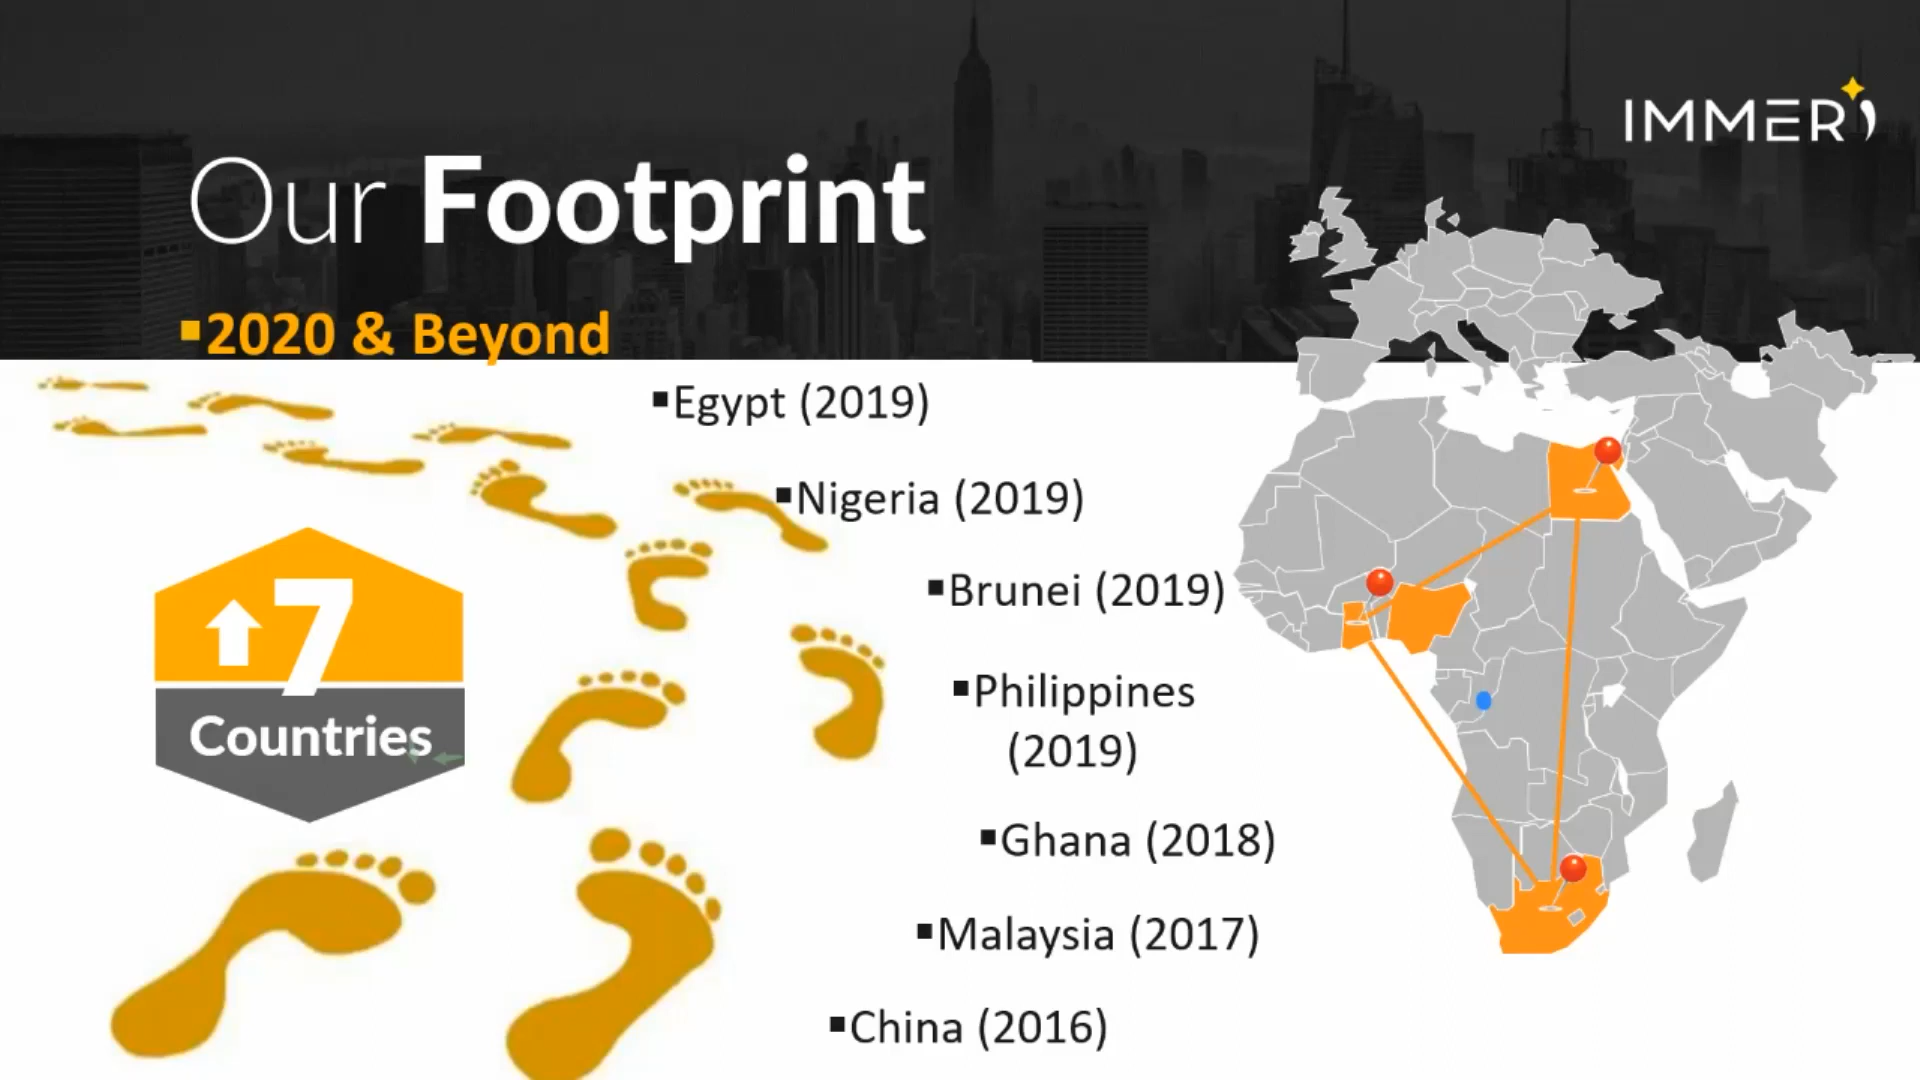 IMMERI
Our Footprint
▪2020 & Beyond
▪Egypt (2019)
▪Nigeria (2019)
▪Brunei (2019)
7
Countries
▪Philippines
(2019)
▪Ghana (2018)
▪Malaysia (2017)
▪China (2016)